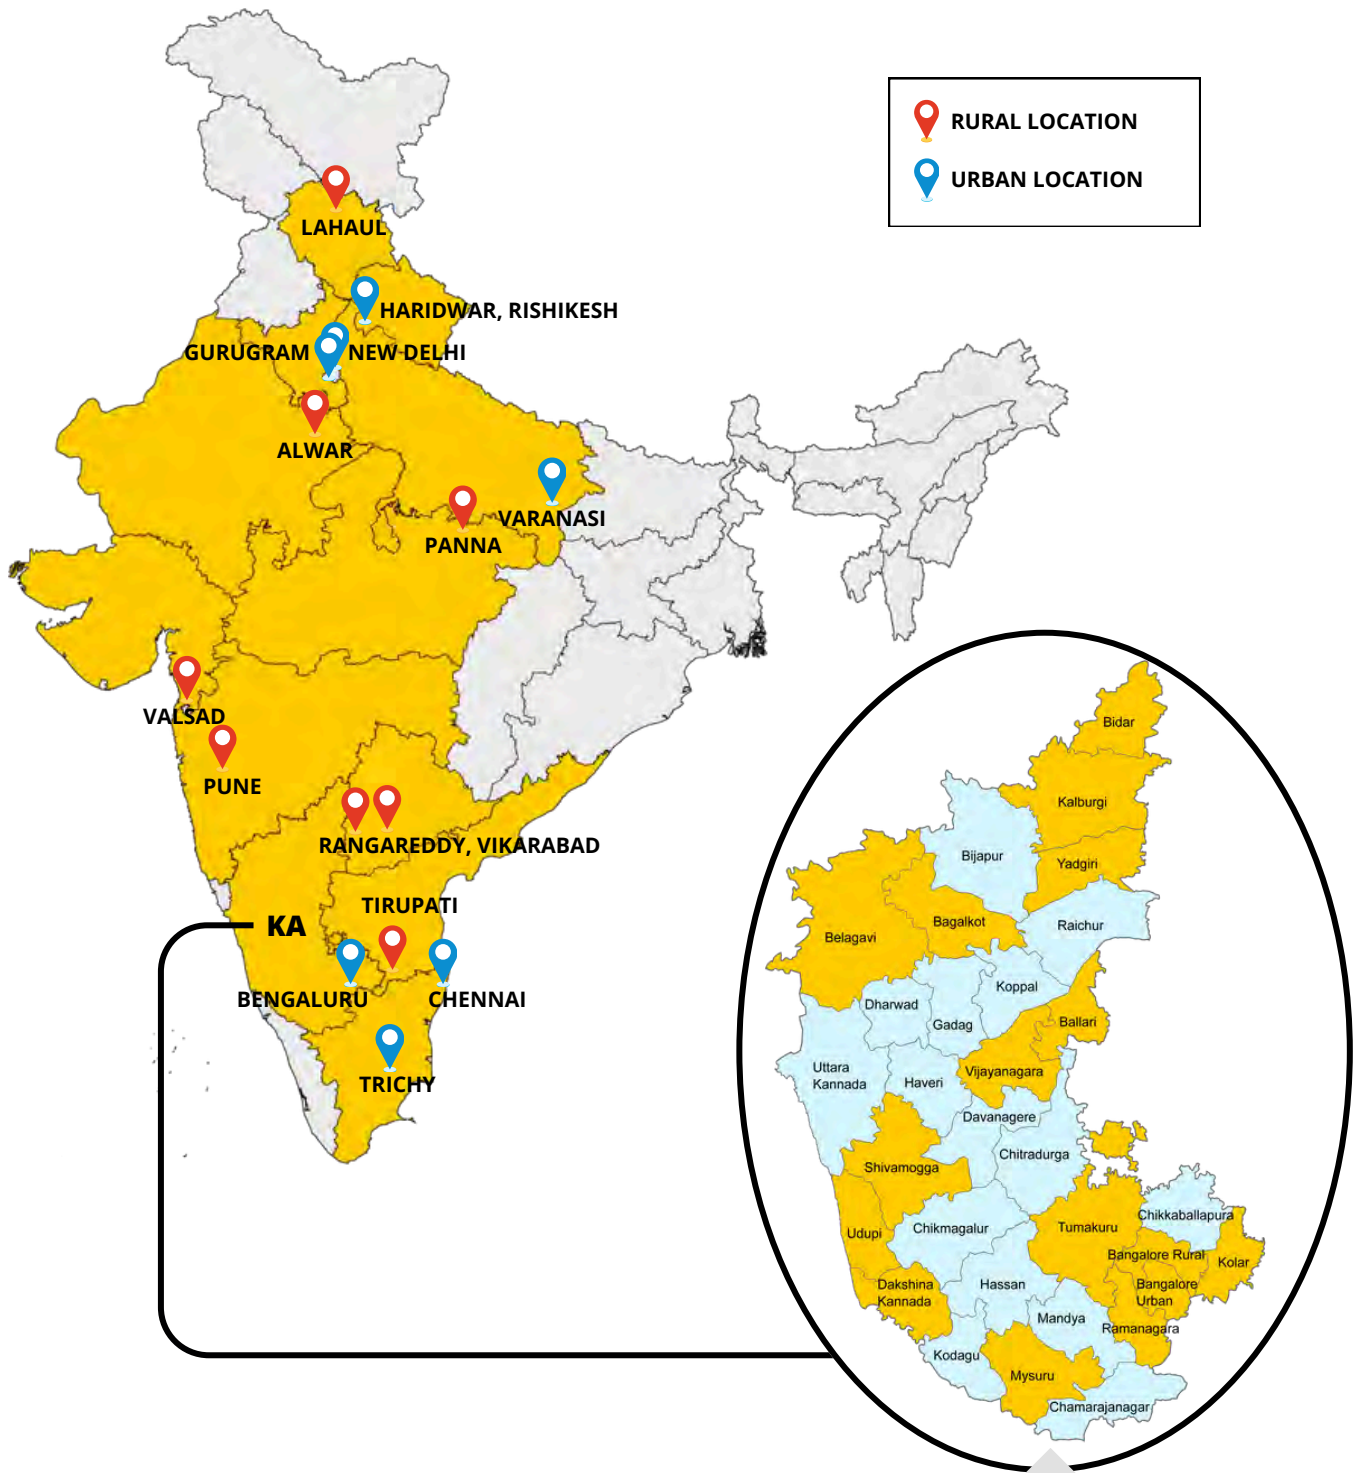 RURAL LOCATION
URBAN LOCATION
LAHAUL
HARIDWAR, RISHIKESH
GURUGRAM
NEW DELHI
ALWAR
VARANASI
PANNA
VALSAD
PUNE
RANGAREDDY, VIKARABAD
TIRUPATI
KA
BENGALURU
CHENNAI
TRICHY
Bidar
Kalburgi
Bijapur
Yadgiri
Bagalkot
Raichur
Belagavi
Koppal
Dharwad
Gadag
Ballari
Uttara
Kannada
Haveri
Vijayanagara
Davanagere
Chitradurga
Shivamogga
Chikkaballapura
Udupi
Chikmagalur
Tumakuru
Bangalore Rural
Kolar
Dakshina
Kannada
Hassan
Bangalore
Urban
Mandya
Ramanagara
Kodagu
Mysuru
Chamarajanagar